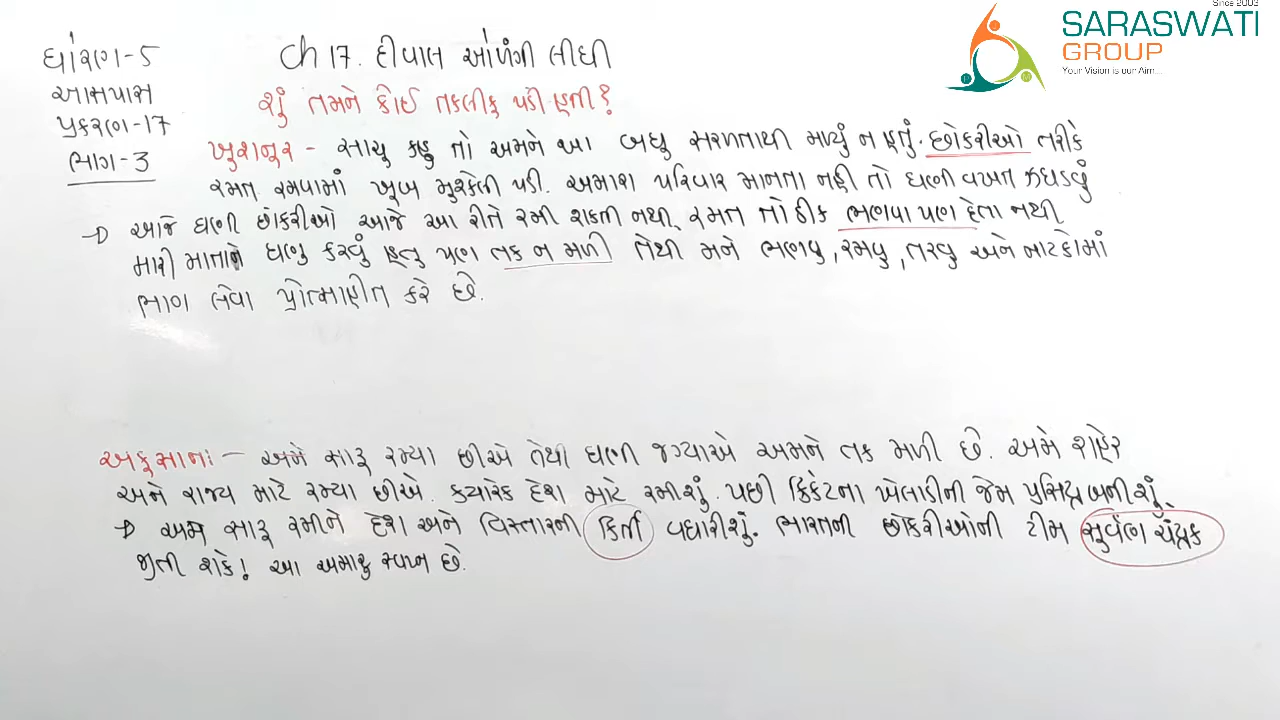 Since 2003
SARASWATI
GROUP
Your Vision is our Aim...
ધોરણ-5
આસપાસ
પ્રકરણ-17
ભાગ-3
Ch 17. દીવાલ ઓળંગી લીધી
શું તમને કોઈ તકલીફ પડી હતી?
ખુશનૂર - સાચુ કહુ તો અમને આ બધુ સરળતાથી મળ્યું ન હતું. છોકરીઓ તરીકે
રમત રમવામાં ખૂબ મુશ્કેલી પડી. અમારા પરિવાર માનતા નહી તો ઘણી વખત ઝઘડવું
→ આજે ઘણી છોકરીઓ આજે આ રીતે રમી શકતી નથી, રમત તો ઠીક ભણવા પણ દેતા નથી
મારી માતાને ઘણુ કરવું હતુ પણ તક ન મળી તેથી મને ભણવુ, રમવુ, તરવુ અને નાટકોમાં
ભાગ લેવા પ્રોત્સાહીત કરે છે.
અફસાનઃ - અમે સારૂ રમ્યા છીએ તેથી ઘણી જગ્યાએ અમને તક મળી છે. અમે શહેર
અને રાજ્ય માટે રમ્યા છીએ. ક્યારેક દેશ માટે રમીશું. પછી ક્રિકેટના ખેલાડીની જેમ પ્રસિદ્ધ બનીશું.
→ અમે સારૂ રમીને દેશ અને વિસ્તારની કિર્તી વધારીશું. ભારતની છોકરીઓની ટીમ સુર્વણ ચંદ્રક
જીતી શકે! આ અમારૂ સ્વપ્ન છે.